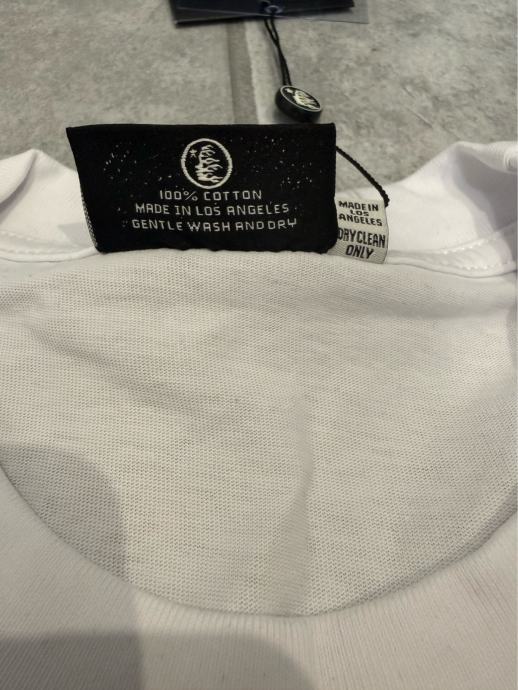 100% COTTON
MADE IN LOS ANGELES
GENTLE WASH AND DRY
MADE IN
LOS
ANGELES
DRY CLEAN
ONLY